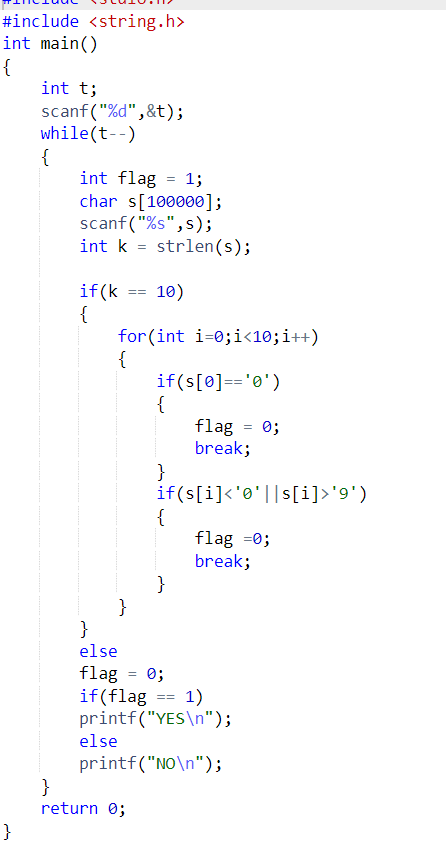 #include <stdio.h>
#include <string.h>
int main()
{
    int t;
    scanf("%d",&t);
    while(t--)
    {
        int flag = 1;
        char s[100000];
        scanf("%s",s);
        int k = strlen(s);

        if(k == 10)
        {
            for(int i=0;i<10;i++)
            {
                if(s[0]=='0')
                {
                    flag = 0;
                    break;
                }
                if(s[i]<'0'||s[i]>'9')
                {
                    flag =0;
                    break;
                }
            }
        }
        else
        flag = 0;
        if(flag == 1)
        printf("YES\n");
        else
        printf("NO\n");
    }
    return 0;
}